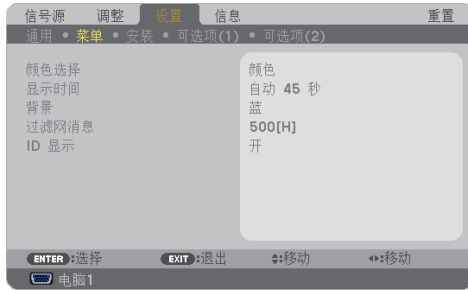 信号源 调整 设置 信息 重置
通用 • 菜单 • 安装 • 可选项(1) • 可选项(2)
颜色选择 颜色
显示时间 自动 45 秒
背景 蓝
过滤网消息 500[H]
ID 显示 开
ENTER:选择 EXIT:退出 :移动 :移动
电脑1